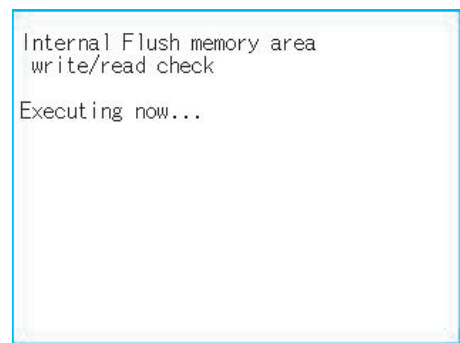 Internal Flush memory area
write/read check
Executing now...